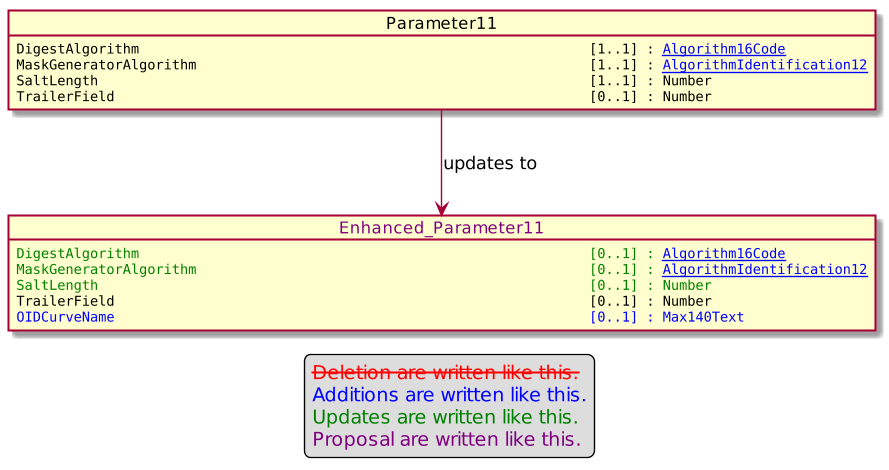 Parameter11
DigestAlgorithm [1..1] : Algorithm16Code
MaskGeneratorAlgorithm [1..1] : AlgorithmIdentification12
SaltLength [1..1] : Number
TrailerField [0..1] : Number
updates to
Enhanced_Parameter11
DigestAlgorithm [0..1] : Algorithm16Code
MaskGeneratorAlgorithm [0..1] : AlgorithmIdentification12
SaltLength [0..1] : Number
TrailerField [0..1] : Number
OIDCurveName [0..1] : Max140Text
Deletion are written like this.
Additions are written like this.
Updates are written like this.
Proposal are written like this.